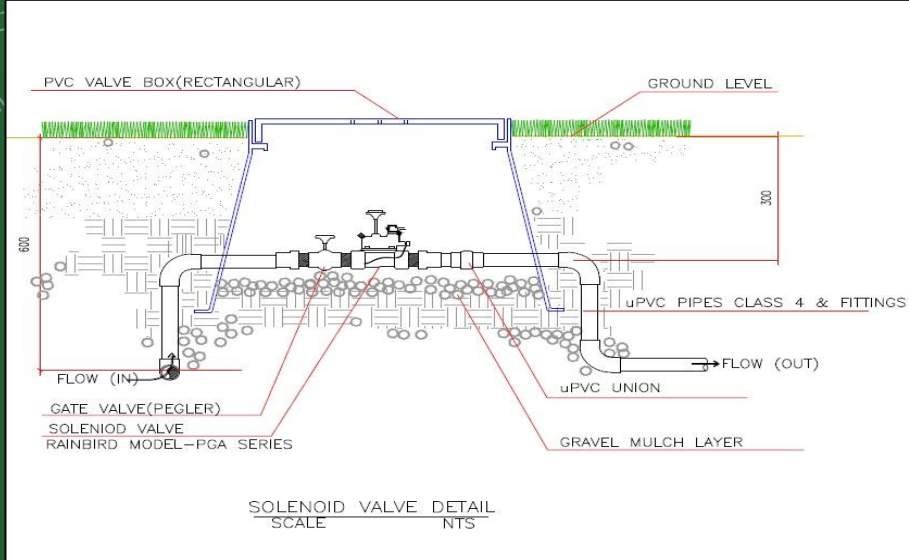 PVC VALVE BOX(RECTANGULAR)
GROUND LEVEL
600
300
uPVC PIPES CLASS 4 & FITTINGS
FLOW (IN)
FLOW (OUT)
uPVC UNION
GATE VALVE(PEGLER)
SOLENIOD VALVE
RAINBIRD MODEL-PGA SERIES
GRAVEL MULCH LAYER
SOLENOID VALVE DETAIL
SCALE NTS